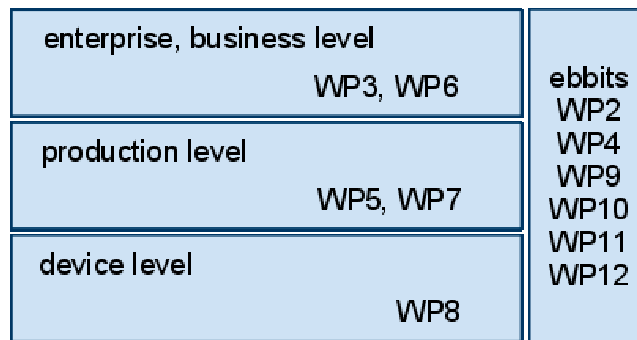 enterprise, business level
WP3, WP6
production level
WP5, WP7
device level
WP8
ebbits
WP2
WP4
WP9
WP10
WP11
WP12